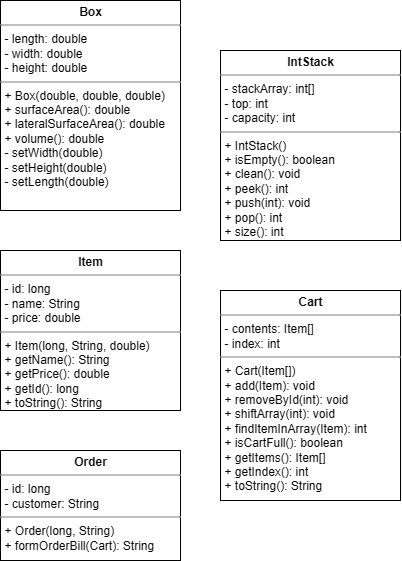 Box
- length: double
- width: double
- height: double
+ Box(double, double, double)
+ surfaceArea(): double
+ lateralSurfaceArea(): double
+ volume(): double
- setWidth(double)
- setHeight(double)
- setLength(double)
IntStack
- stackArray: int[]
- top: int
- capacity: int
+ IntStack()
+ isEmpty(): boolean
+ clean(): void
+ peek(): int
+ push(int): void
+ pop(): int
+ size(): int
Item
- id: long
- name: String
- price: double
+ Item(long, String, double)
+ getName(): String
+ getPrice(): double
+ getId(): long
+ toString(): String
Cart
- contents: Item[]
- index: int
+ Cart(Item[])
+ add(Item): void
+ removeById(int): void
+ shiftArray(int): void
+ findItemInArray(Item): int
+ isCartFull(): boolean
+ getItems(): Item[]
+ getIndex(): int
+ toString(): String
Order
- id: long
- customer: String
+ Order(long, String)
+ formOrderBill(Cart): String